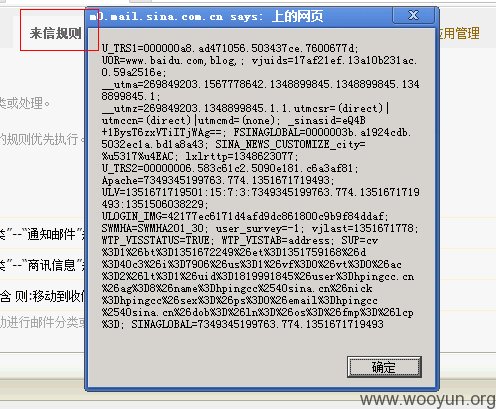 m0.mail.sina.com.cn says: 上的网页
来信规则
应用管理
U_TRS1=000000a8.ad471056.503437ce.7600677d;
UOR=www.baidu.com,blog,; vjuids=17af21ef.13a10b231ac.
0.59a2516e;
__utma=269849203.1567778642.1348899845.1348899845.1348
899845.1;
__utmz=269849203.1348899845.1.1.utmcsr=(direct)|
utmccn=(direct)|utmcmd=(none); _sinasid=eQ4B
+1BysT6zxVTiITjWAg==; FSINAGLOBAL=0000003b.a1924cdb.
5032ec1a.bd1a8a43; SINA_NEWS_CUSTOMIZE_city=
%u5317%u4EAC; lxlrttp=1348623077;
U_TRS2=00000006.583c61c2.5090e181.c6a3af81;
Apache=7349345199763.774.1351671719493;
ULV=1351671719501:15:7:3:7349345199763.774.13516717194
93:1351506038229;
ULOGIN_IMG=42177ec6171d4afd9dc861800c9b9f84ddaf;
SWMHA=SWMHA201_30; user_survey=-1; vjlast=1351671778;
WTP_VISSTATUS=TRUE; WTP_VISTAB=address; SUP=cv
%3D1%26bt%3D1351672249%26et%3D1351759168%26d
%3D40c3%26i%3D7906%26us%3D1%26vf%3D0%26vt%3D0%26ac
%3D2%26lt%3D1%26uid%3D1819991845%26user%3Dhpingcc.cn
%26ag%3D8%26name%3Dhpingcc%2540sina.cn%26nick
%3Dhpingcc%26sex%3D%26ps%3D0%26email%3Dhpingcc
%2540sina.cn%26dob%3D%26ln%3D%26os%3D%26fmp%3D%26lcp
%3D; SINAGLOBAL=7349345199763.774.1351671719493
类或处理。
的规则优先执行。
类"--"通知邮件"
类"--"商讯信息"
含 则:移动到收
动进行邮件分类或
确定
www.wooyun.org